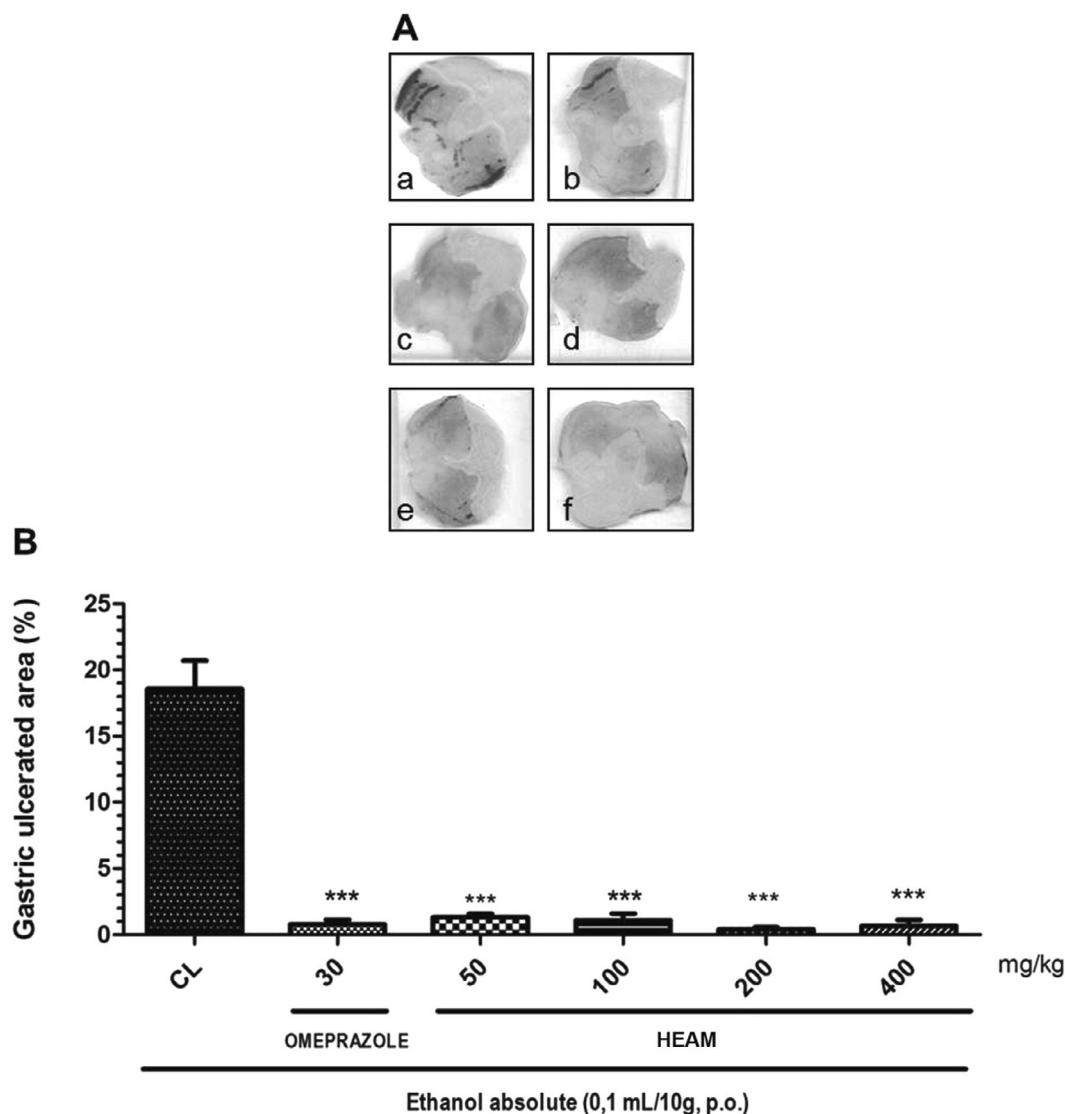 A
a b
c d
e f
B
Gastric ulcerated area (%)
25
20
15
10
5
0
*** *** *** *** ***
CL 30 50 100 200 400 mg/kg
OMEPRAZOLE HEAM
Ethanol absolute (0,1 mL/10g, p.o.)